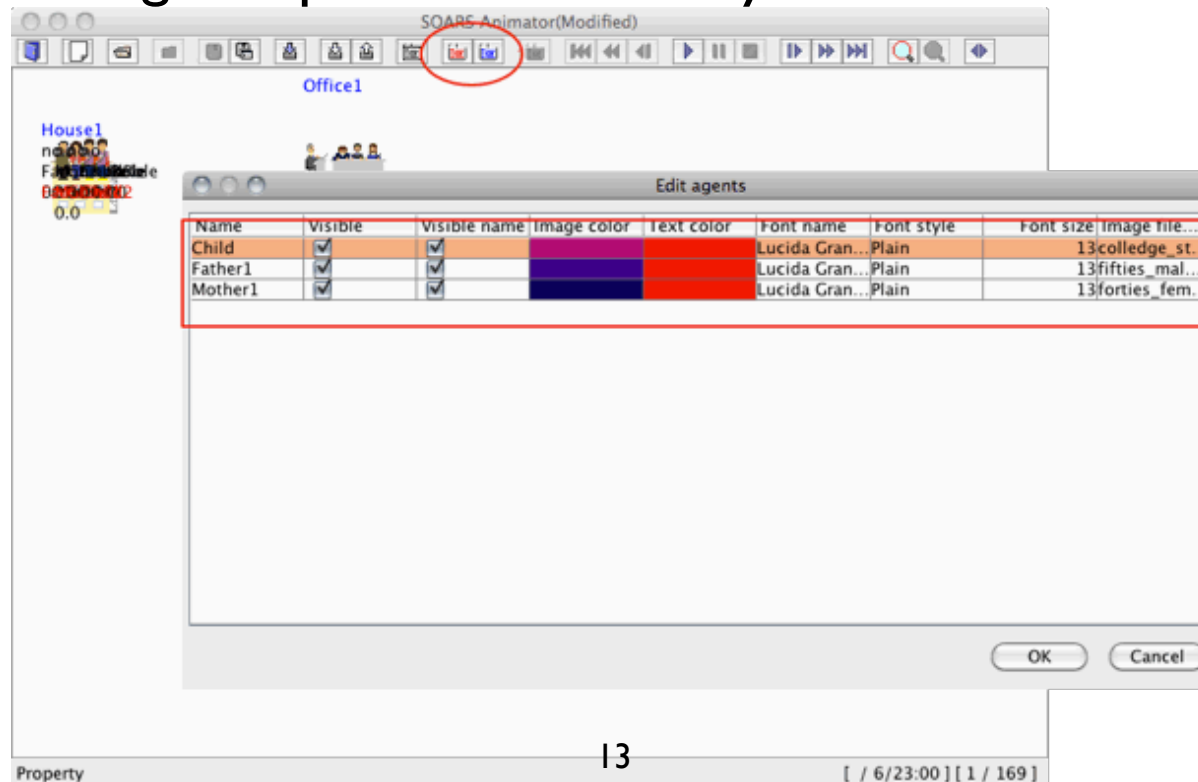 SOARS Animator(Modified)
Office1
House1
0.0
Edit agents
Name Visible Visible name Image color Text color Font name Font style Font size Image file...
Child Lucida Gran... Plain 13 colledge_st.
Father1 Lucida Gran... Plain 13 fifties_mal...
Mother1 Lucida Gran... Plain 13 forties_fem.
OK Cancel
13
Property [ / 6/23:00 ] [ 1 / 169 ]